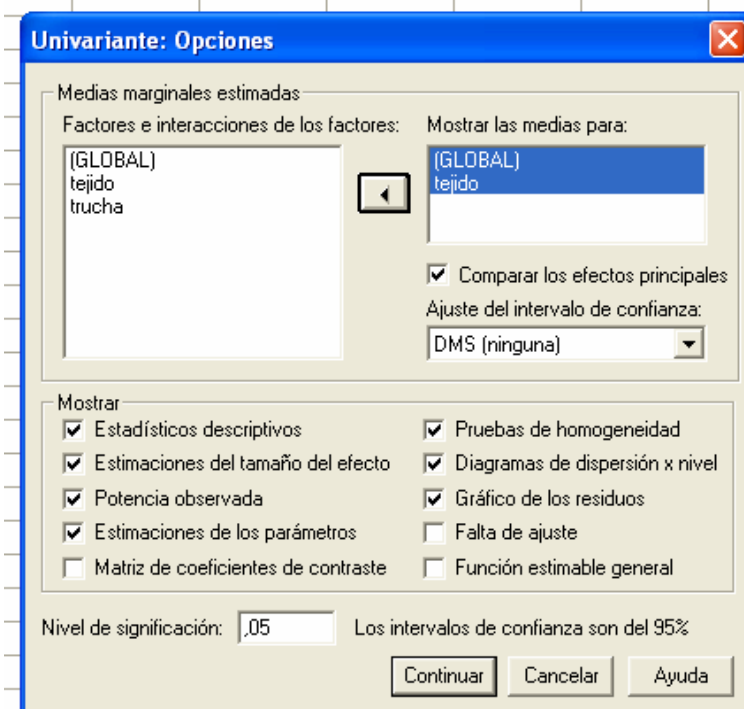 Univariante: Opciones
Medias marginales estimadas
Factores e interacciones de los factores:
(GLOBAL)
tejido
trucha
Mostrar las medias para:
(GLOBAL)
tejido
Comparar los efectos principales
Ajuste del intervalo de confianza:
DMS (ninguna)
Mostrar
Estadísticos descriptivos
Estimaciones del tamaño del efecto
Potencia observada
Estimaciones de los parámetros
Matriz de coeficientes de contraste
Pruebas de homogeneidad
Diagramas de dispersión x nivel
Gráfico de los residuos
Falta de ajuste
Función estimable general
Nivel de significación: ,05 Los intervalos de confianza son del 95%
Continuar Cancelar Ayuda